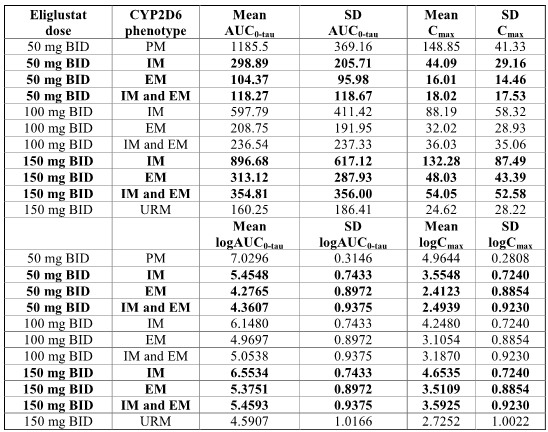 Eliglustat dose CYP2D6 phenotype Mean AUC0-tau SD AUC0-tau Mean Cmax SD Cmax
50 mg BID PM 1185.5 369.16 148.85 41.33
50 mg BID IM 298.89 205.71 44.09 29.16
50 mg BID EM 104.37 95.98 16.01 14.46
50 mg BID IM and EM 118.27 118.67 18.02 17.53
100 mg BID IM 597.79 411.42 88.19 58.32
100 mg BID EM 208.75 191.95 32.02 28.93
100 mg BID IM and EM 236.54 237.33 36.03 35.06
150 mg BID IM 896.68 617.12 132.28 87.49
150 mg BID EM 313.12 287.93 48.03 43.39
150 mg BID IM and EM 354.81 356.00 54.05 52.58
150 mg BID URM 160.25 186.41 24.62 28.22
Mean logAUC0-tau SD logAUC0-tau Mean logCmax SD logCmax
50 mg BID PM 7.0296 0.3146 4.9644 0.2808
50 mg BID IM 5.4548 0.7433 3.5548 0.7240
50 mg BID EM 4.2765 0.8972 2.4123 0.8854
50 mg BID IM and EM 4.3607 0.9375 2.4939 0.9230
100 mg BID IM 6.1480 0.7433 4.2480 0.7240
100 mg BID EM 4.9697 0.8972 3.1054 0.8854
100 mg BID IM and EM 5.0538 0.9375 3.1870 0.9230
150 mg BID IM 6.5534 0.7433 4.6535 0.7240
150 mg BID EM 5.3751 0.8972 3.5109 0.8854
150 mg BID IM and EM 5.4593 0.9375 3.5925 0.9230
150 mg BID URM 4.5907 1.0166 2.7252 1.0022